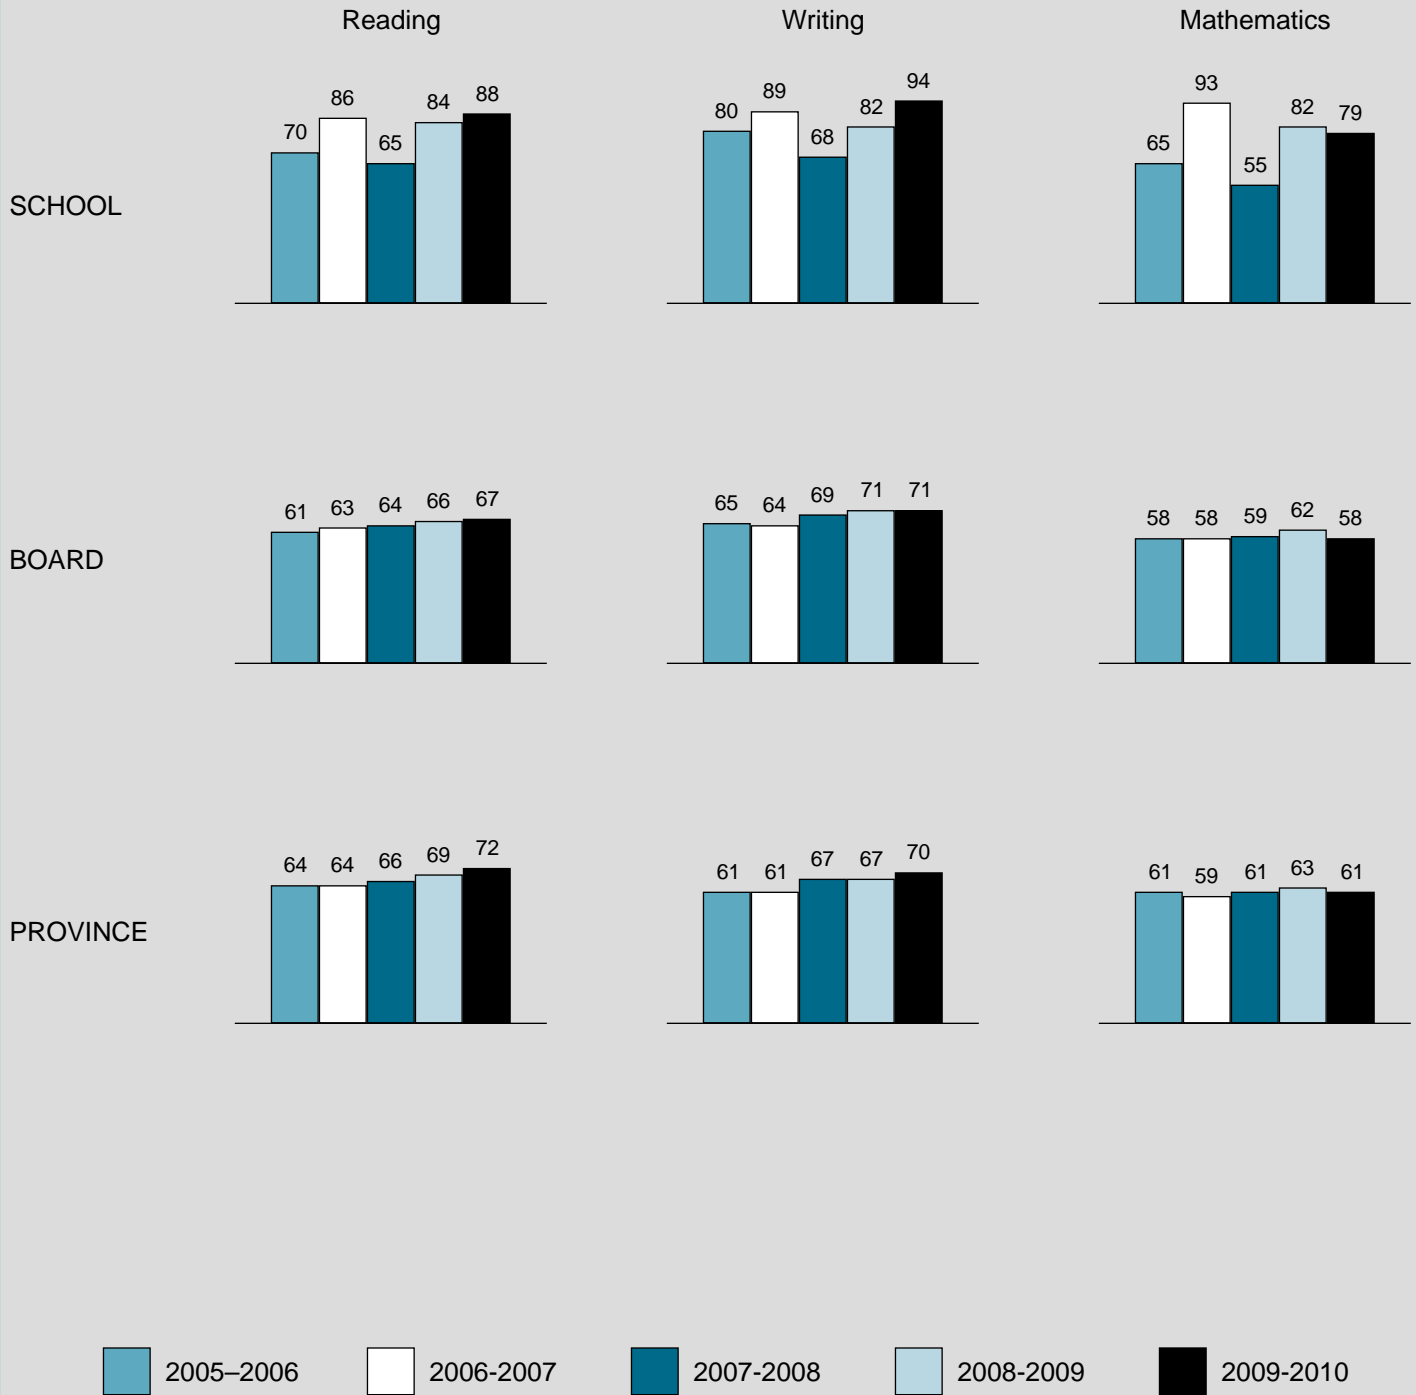 Reading Writing Mathematics
SCHOOL
70 86 65 84 88
80 89 68 82 94
65 93 55 82 79
BOARD
61 63 64 66 67
65 64 69 71 71
58 58 59 62 58
PROVINCE
64 64 66 69 72
61 61 67 67 70
61 59 61 63 61
2005–2006 2006-2007 2007-2008 2008-2009 2009-2010